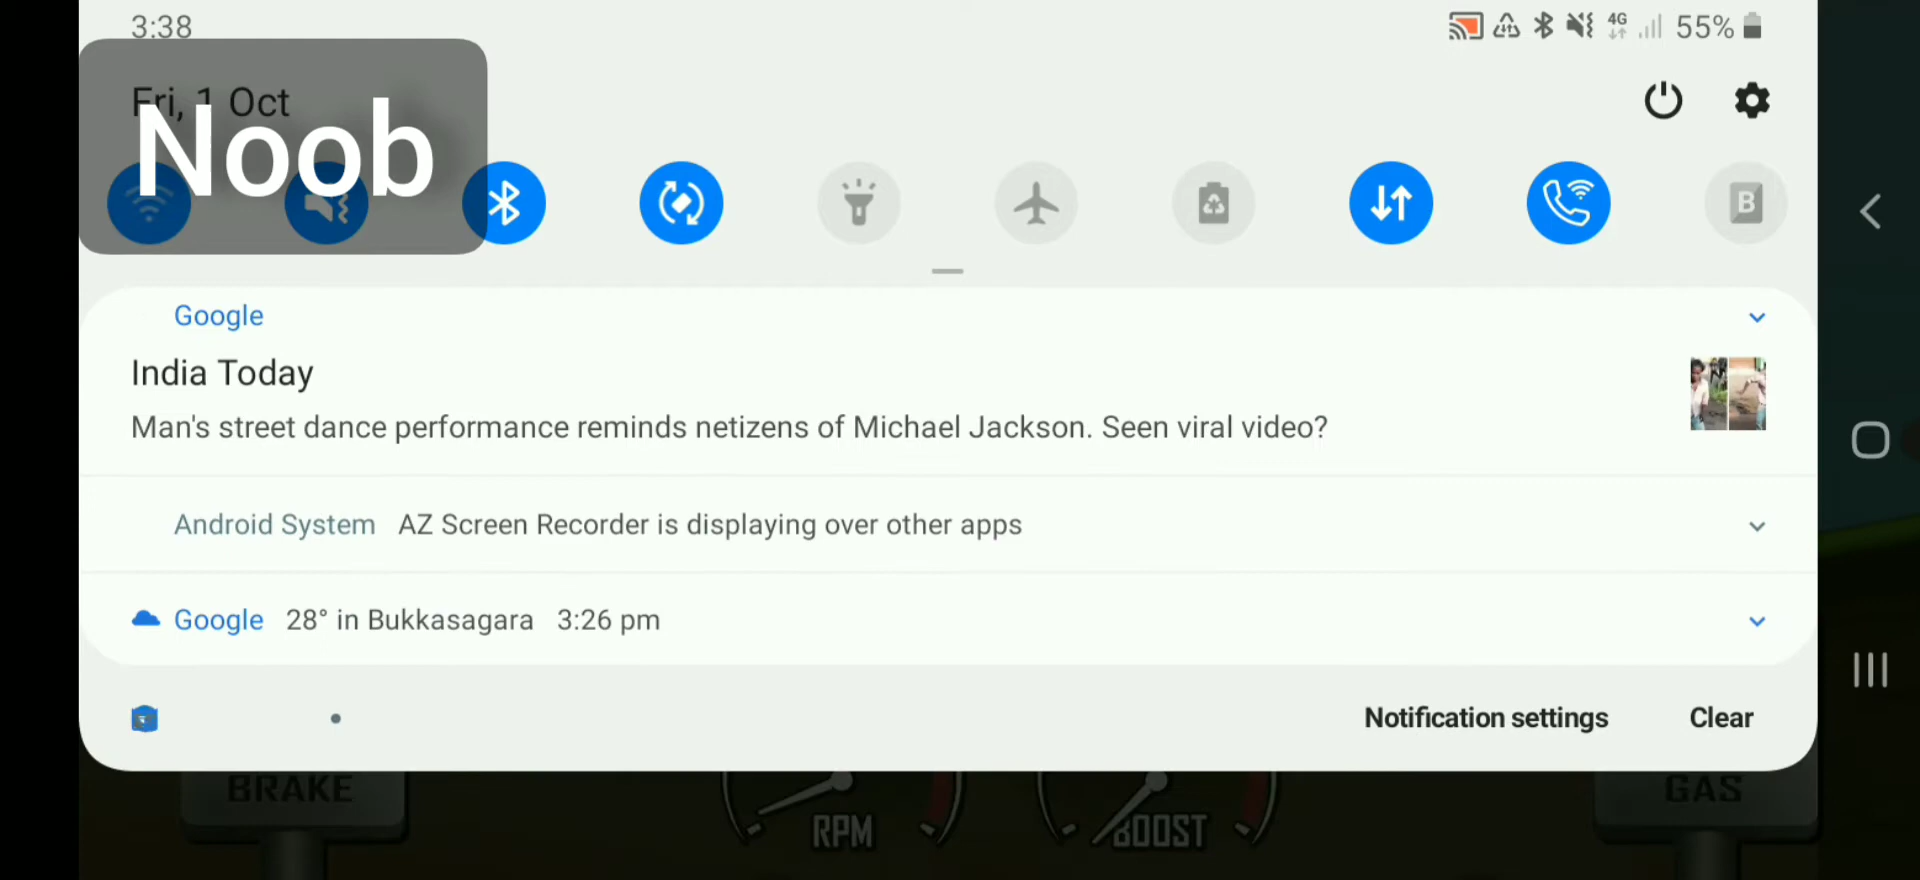 3:38
4G
55%
Fri, 1 Oct
Noob
B
Google
India Today
Man's street dance performance reminds netizens of Michael Jackson. Seen viral video?
Android System AZ Screen Recorder is displaying over other apps
Google 28° in Bukkasagara 3:26 pm
Notification settings
Clear
BRAKE
RPM
BOOST
GAS